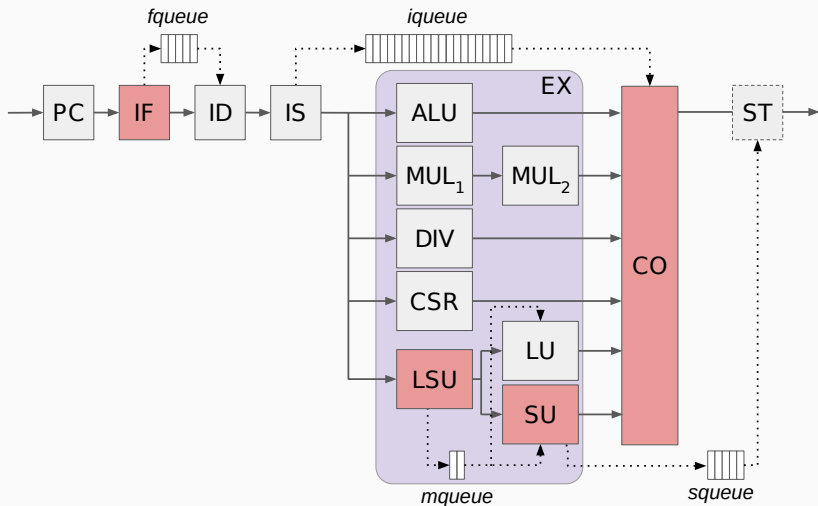 fqueue
iqueue
EX
PC
IF
ID
IS
ALU
ST
MUL₁
MUL₂
DIV
CO
CSR
LU
LSU
SU
mqueue
squeue